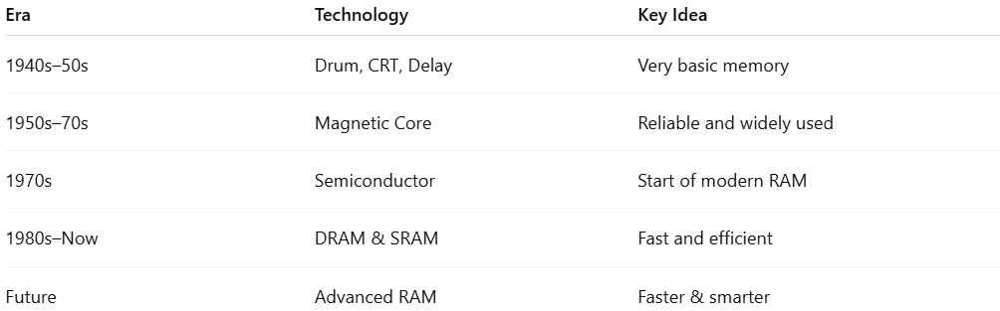 Era Technology Key Idea
1940s–50s Drum, CRT, Delay Very basic memory
1950s–70s Magnetic Core Reliable and widely used
1970s Semiconductor Start of modern RAM
1980s–Now DRAM & SRAM Fast and efficient
Future Advanced RAM Faster & smarter